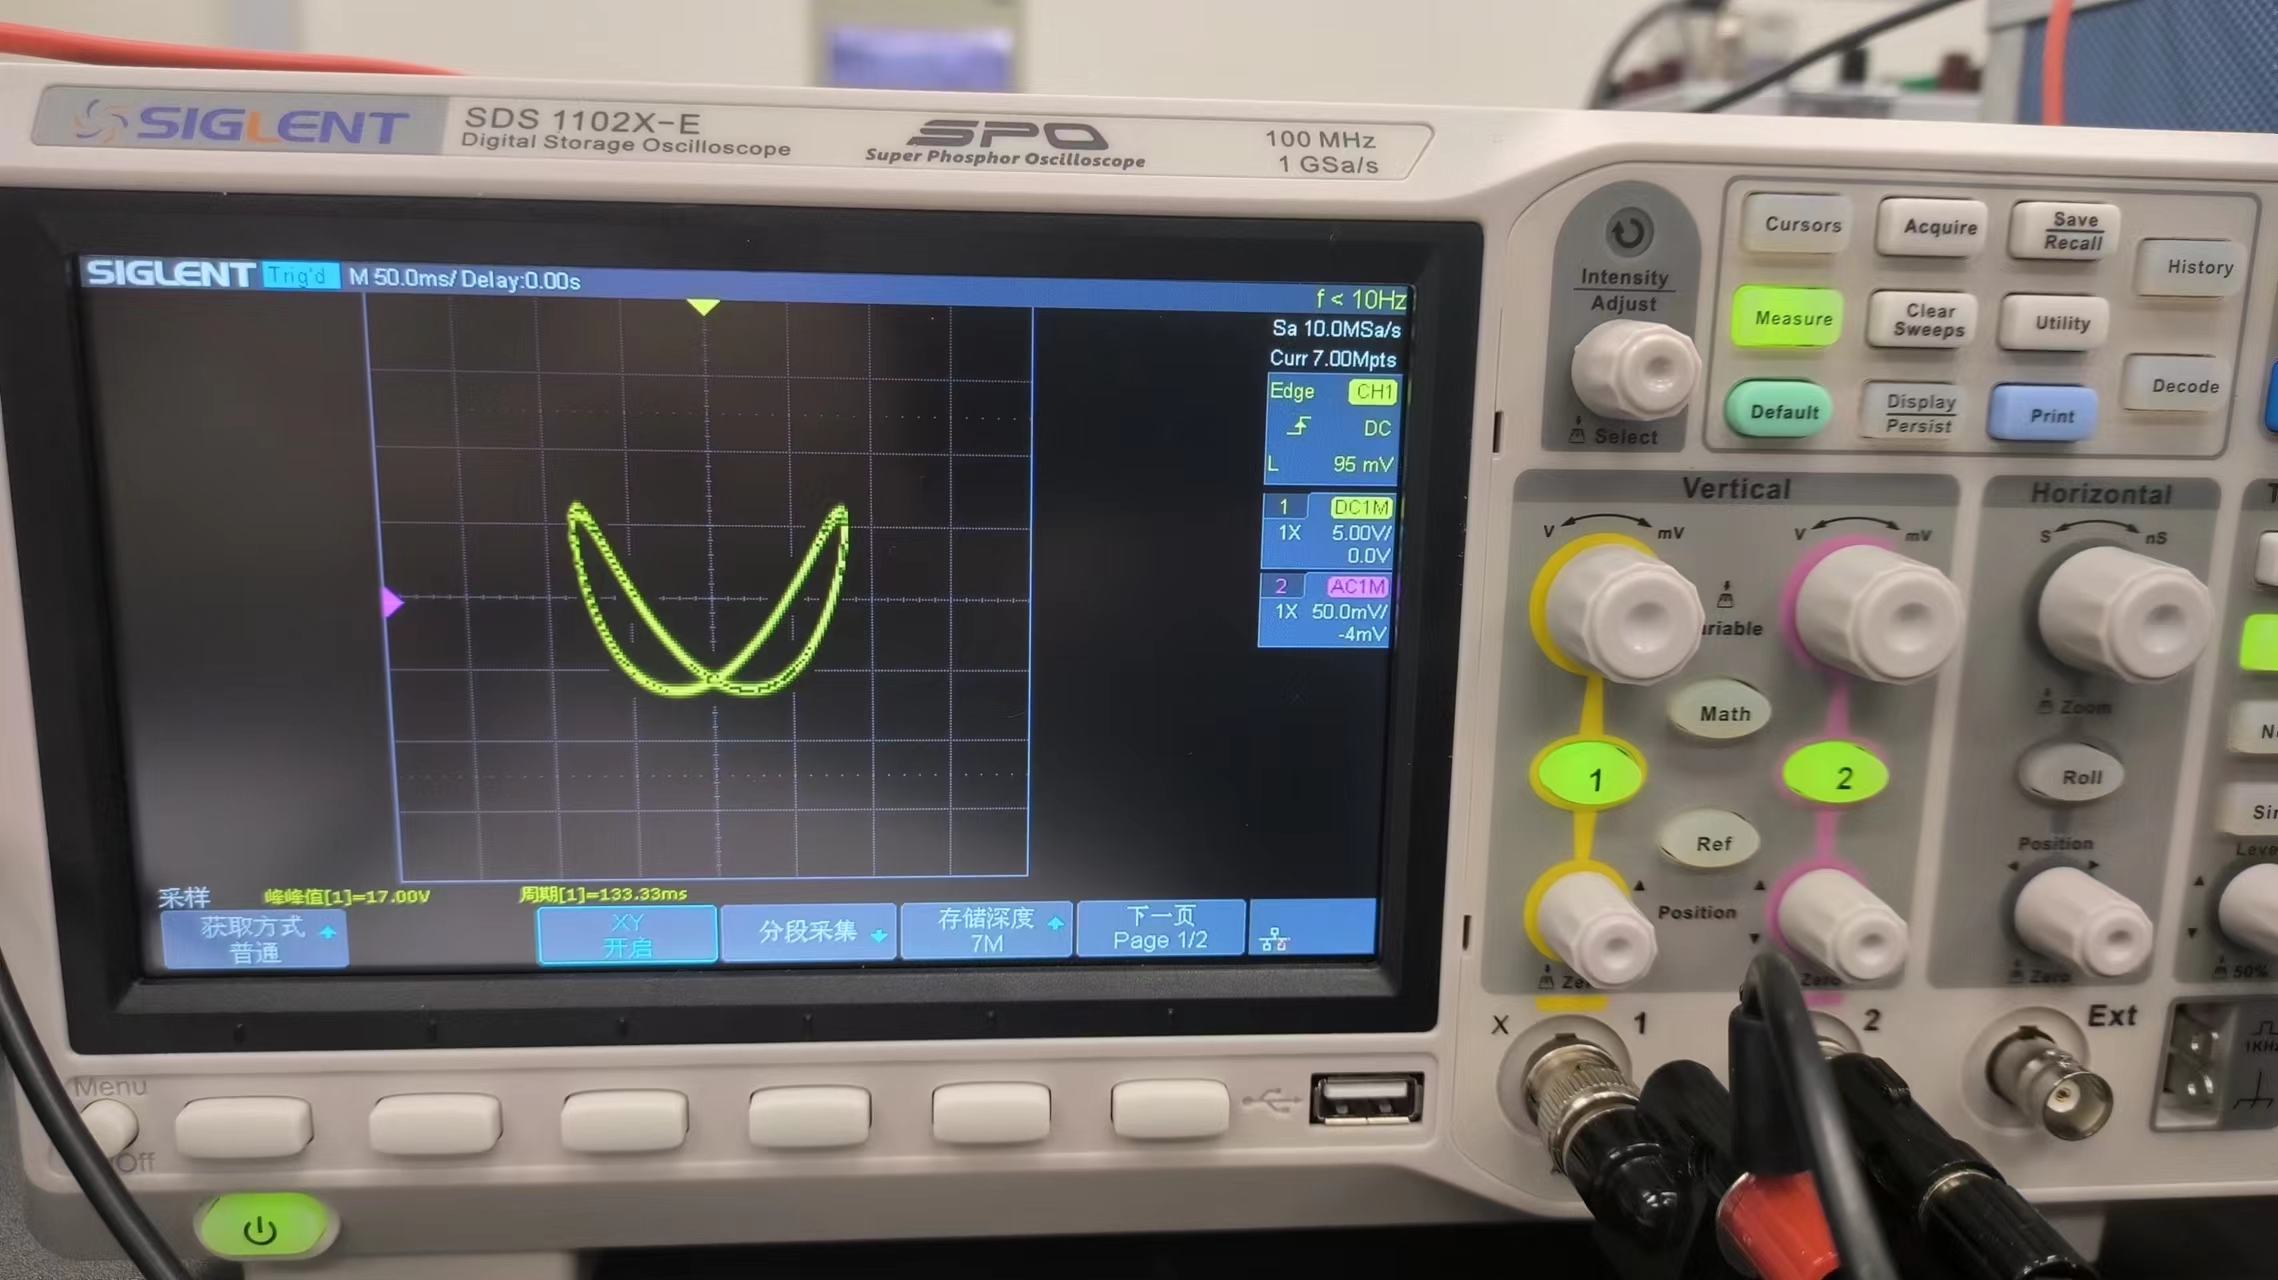 SIGLENT
SDS 1102X-E
Digital Storage Oscilloscope
SPO
Super Phosphor Oscilloscope
100 MHz
1 GSa/s
SIGLENT Trig'd M 50.0ms/ Delay:0.00s
f < 10Hz
Sa 10.0MSa/s
Curr 7.00Mpts
Edge CH1
DC
L 95 mV
1 DC1M
1X 5.00V/
0.0V
2 AC1M
1X 50.0mV/
-4mV
采样 峰峰值[1]=17.00V 周期[1]=133.33ms
获取方式
普通
XY
开启
分段采集
存储深度
7M
下一页
Page 1/2
Menu
Off
Intensity
Adjust
Select
Cursors
Acquire
Save
Recall
History
Measure
Clear
Sweeps
Utility
Decode
Default
Display
Persist
Print
Vertical
V mV
V mV
Math
1
2
Ref
Position
Zero
X 1
2
Horizontal
S nS
Zoom
Roll
Position
Zero
50%
Ext